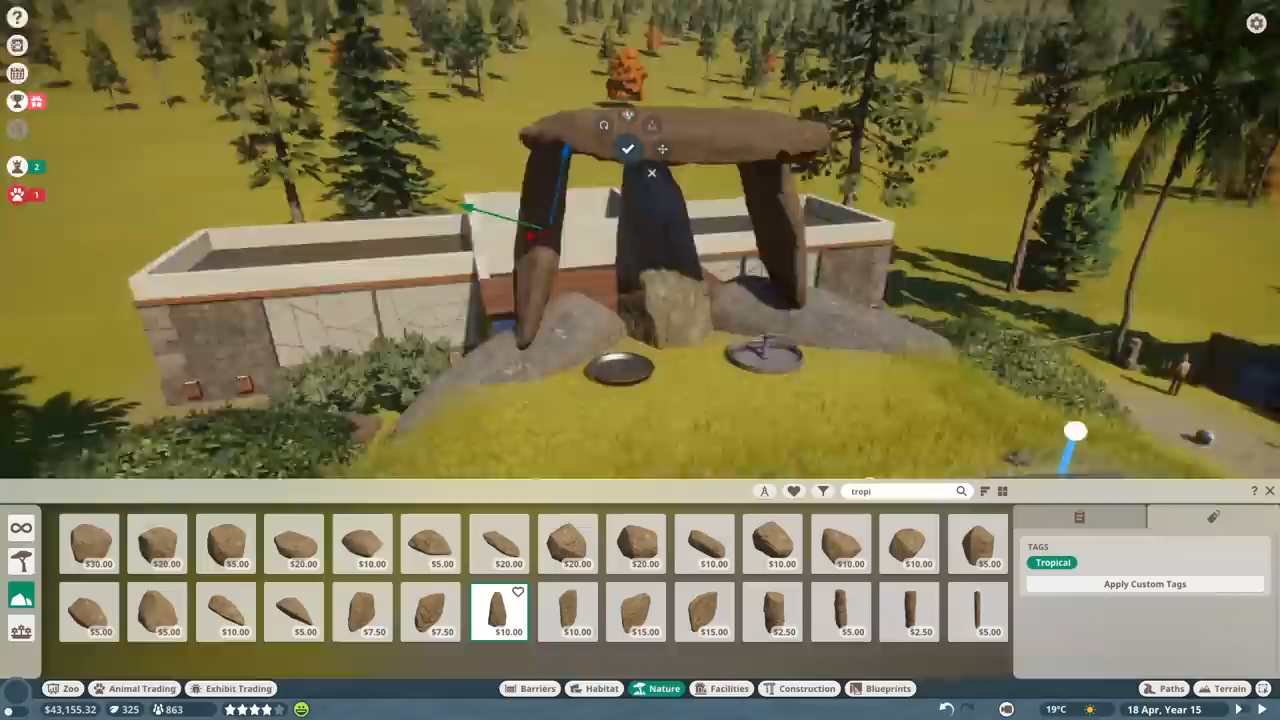 ?
2
1
tropi
?
$30.00 $20.00 $5.00 $20.00 $10.00 $5.00 $20.00 $20.00 $20.00 $10.00 $10.00 $10.00 $10.00 $5.00
$5.00 $5.00 $10.00 $5.00 $7.50 $7.50 $10.00 $10.00 $15.00 $15.00 $2.50 $5.00 $2.50 $5.00
TAGS
Tropical
Apply Custom Tags
Zoo Animal Trading Exhibit Trading Barriers Habitat Nature Facilities Construction Blueprints Paths Terrain
$43,155.32 325 863 19°C 18 Apr, Year 15